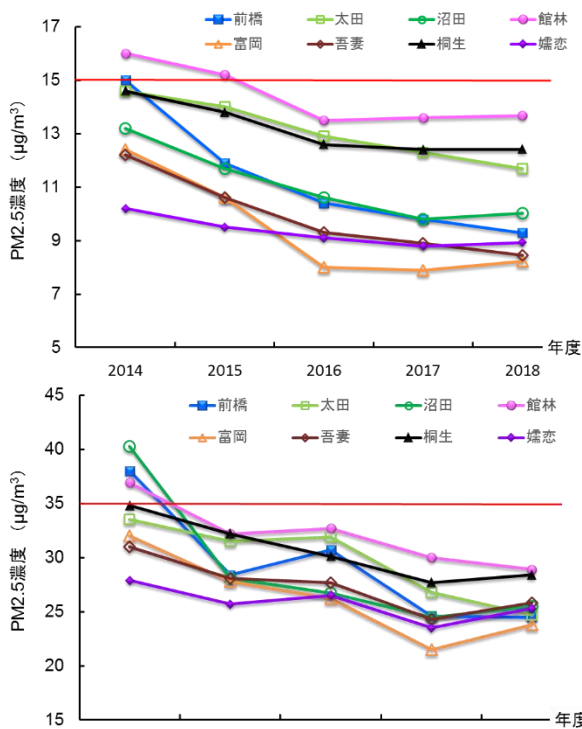 前橋 太田 沼田 館林
富岡 吾妻 桐生 嬬恋
17
15
13
11
9
7
5
PM2.5濃度 (μg/m³)
2014 2015 2016 2017 2018
年度
前橋 太田 沼田 館林
富岡 吾妻 桐生 嬬恋
45
40
35
30
25
20
15
PM2.5濃度 (μg/m³)
年度